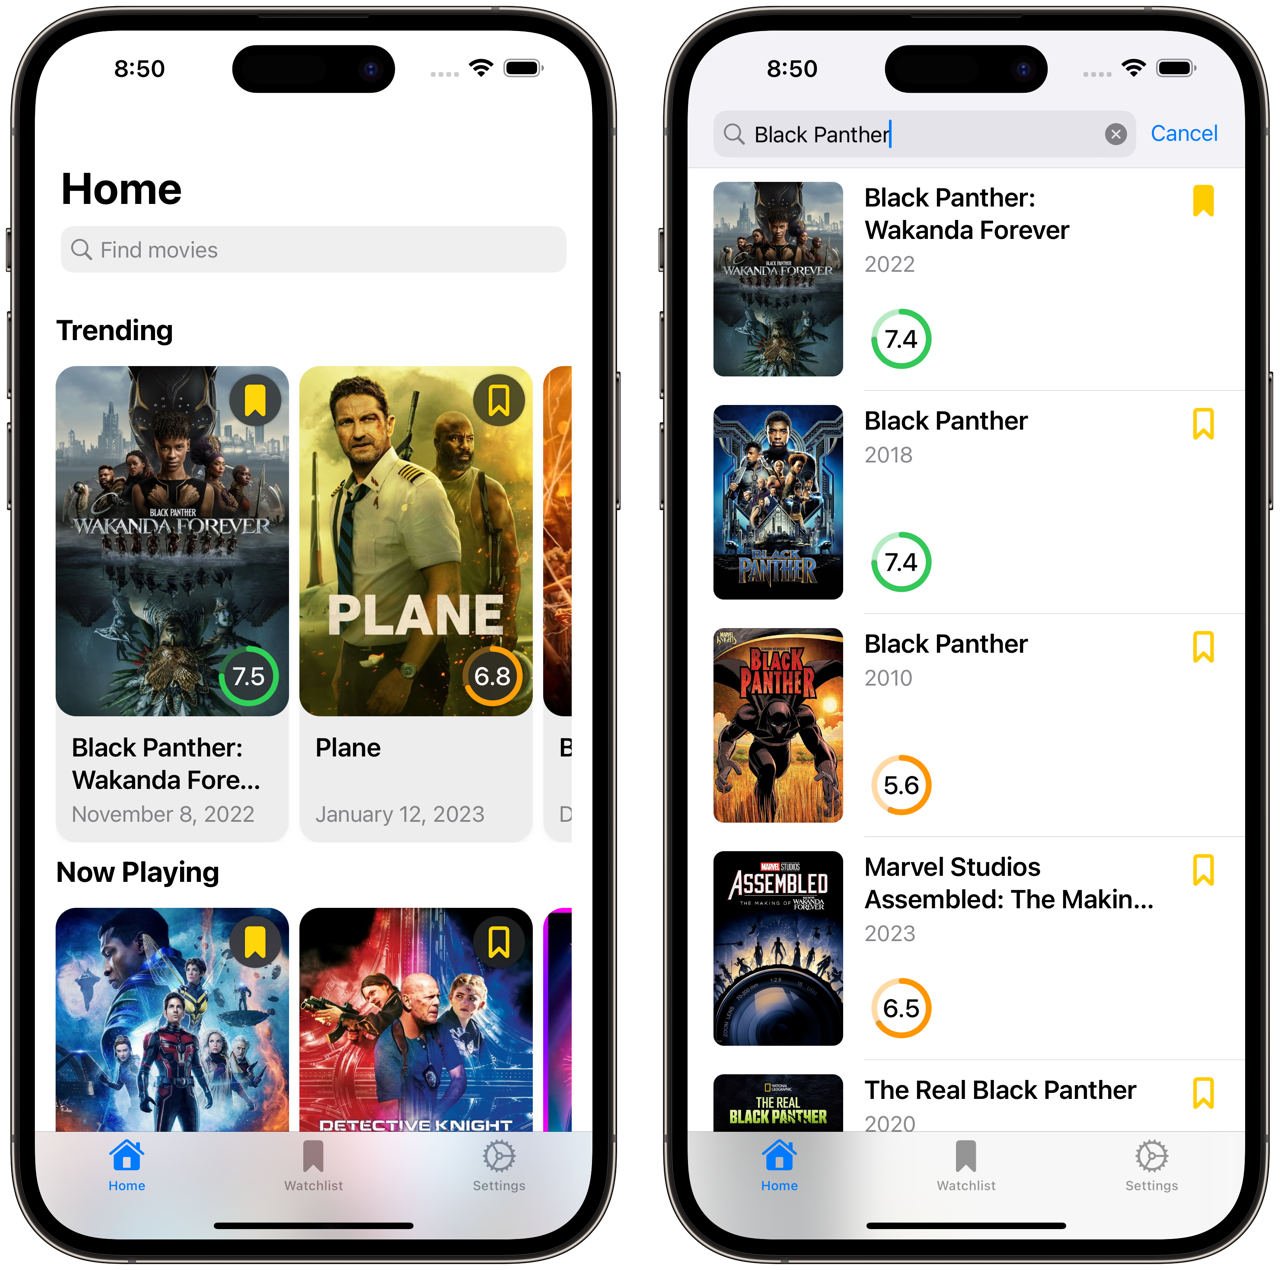 8:50
Home
Find movies
Trending
BLACK PANTHER
WAKANDA FOREVER
7.5
PLANE
6.8
Black Panther:
Wakanda Fore...
November 8, 2022
Plane
January 12, 2023
B
D
Now Playing
DETECTIVE KNIGHT
Home
Watchlist
Settings
8:50
Black Panther
Cancel
BLACK PANTHER
WAKANDA FOREVER
Black Panther:
Wakanda Forever
2022
7.4
BLACK
PANTHER
Black Panther
2018
7.4
MARVEL
KNIGHTS
BLACK
PANTHER
Black Panther
2010
5.6
MARVEL STUDIOS
ASSEMBLED
THE MAKING OF WAKANDA
FOREVER
Marvel Studios
Assembled: The Makin...
2023
6.5
NATIONAL
GEOGRAPHIC
THE REAL
BLACK PANTHER
The Real Black Panther
2020
Home
Watchlist
Settings